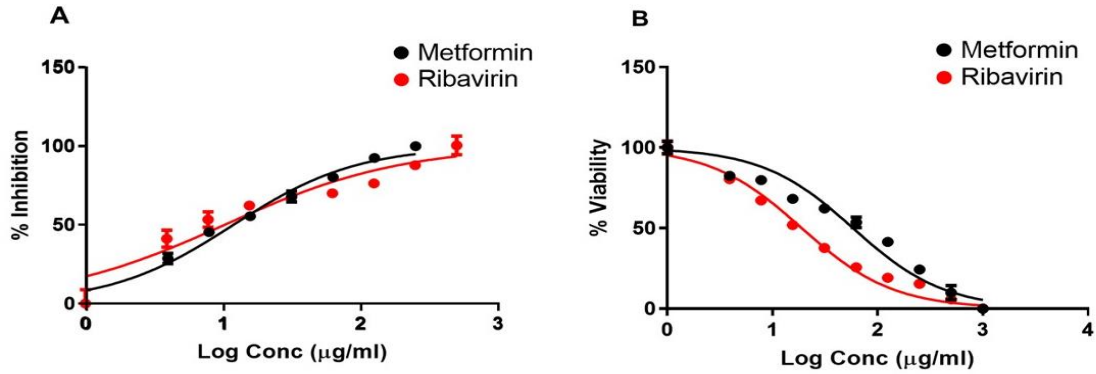 A
Metformin
Ribavirin
150
100
50
0
% Inhibition
0 1 2 3
Log Conc (μg/ml)
B
Metformin
Ribavirin
150
100
50
0
% Viability
0 1 2 3 4
Log Conc (μg/ml)